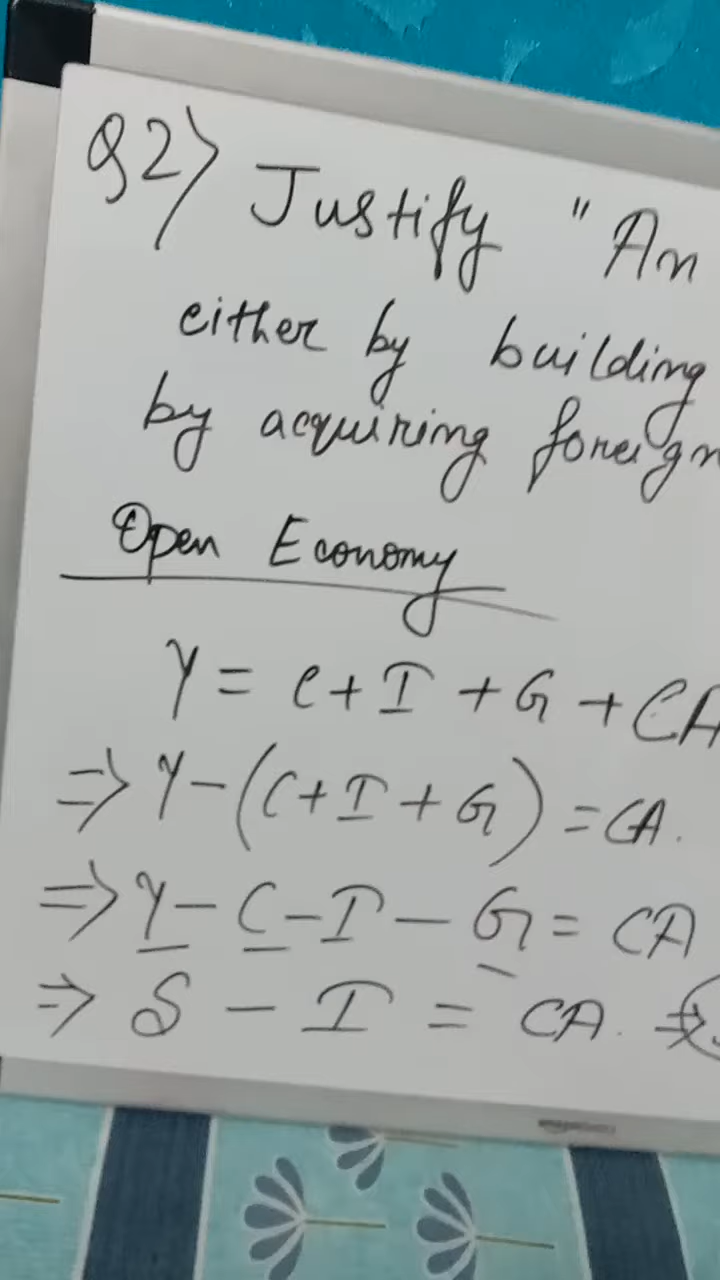 Q2) Justify "An
either by building
by acquiring foreign
Open Economy
Y = C + I + G + CA
⇒ Y - (C + I + G) = CA.
⇒ Y - C - I - G = CA
⇒ S - I = CA. ⇒